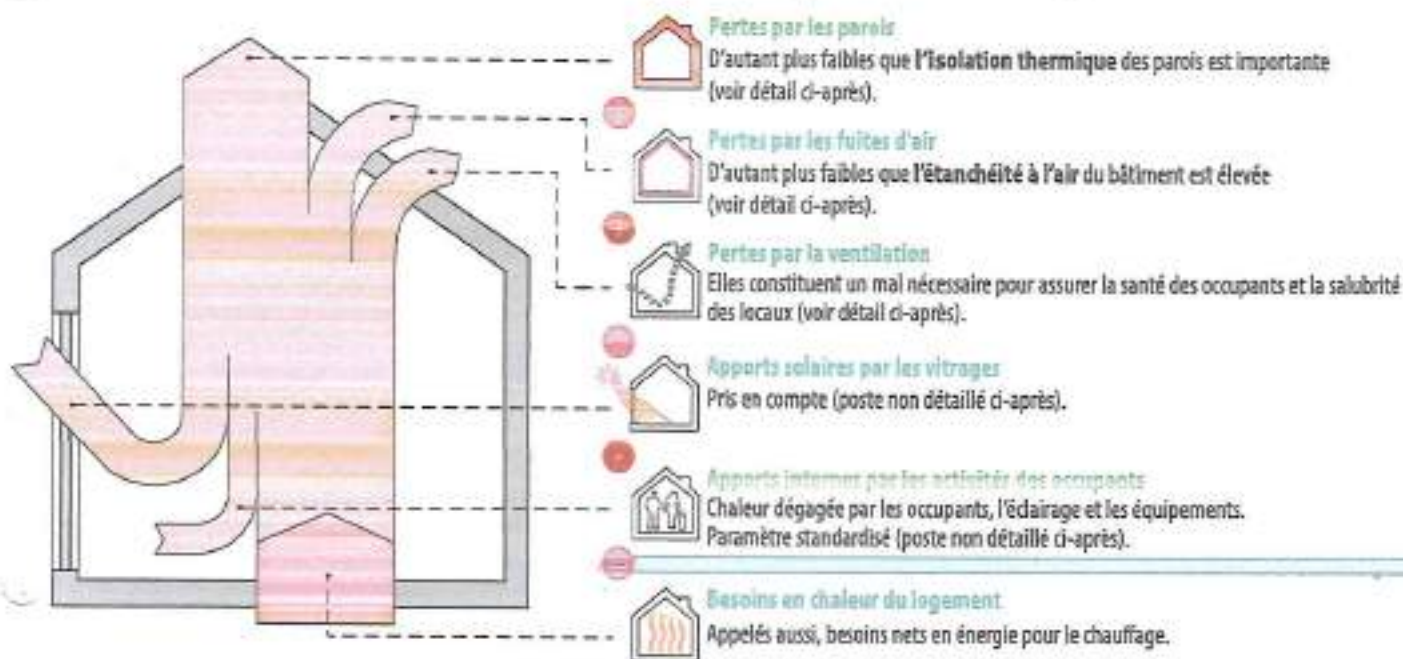 Pertes par les parois
D'autant plus faibles que l'isolation thermique des parois est importante
(voir détail ci-après).
Pertes par les fuites d'air
D'autant plus faibles que l'étanchéité à l'air du bâtiment est élevée
(voir détail ci-après).
Pertes par la ventilation
Elles constituent un mal nécessaire pour assurer la santé des occupants et la salubrité
des locaux (voir détail ci-après).
Apports solaires par les vitrages
Pris en compte (poste non détaillé ci-après).
Apports internes par les activités des occupants
Chaleur dégagée par les occupants, l'éclairage et les équipements.
Paramètre standardisé (poste non détaillé ci-après).
Besoins en chaleur du logement
Appelés aussi, besoins nets en énergie pour le chauffage.